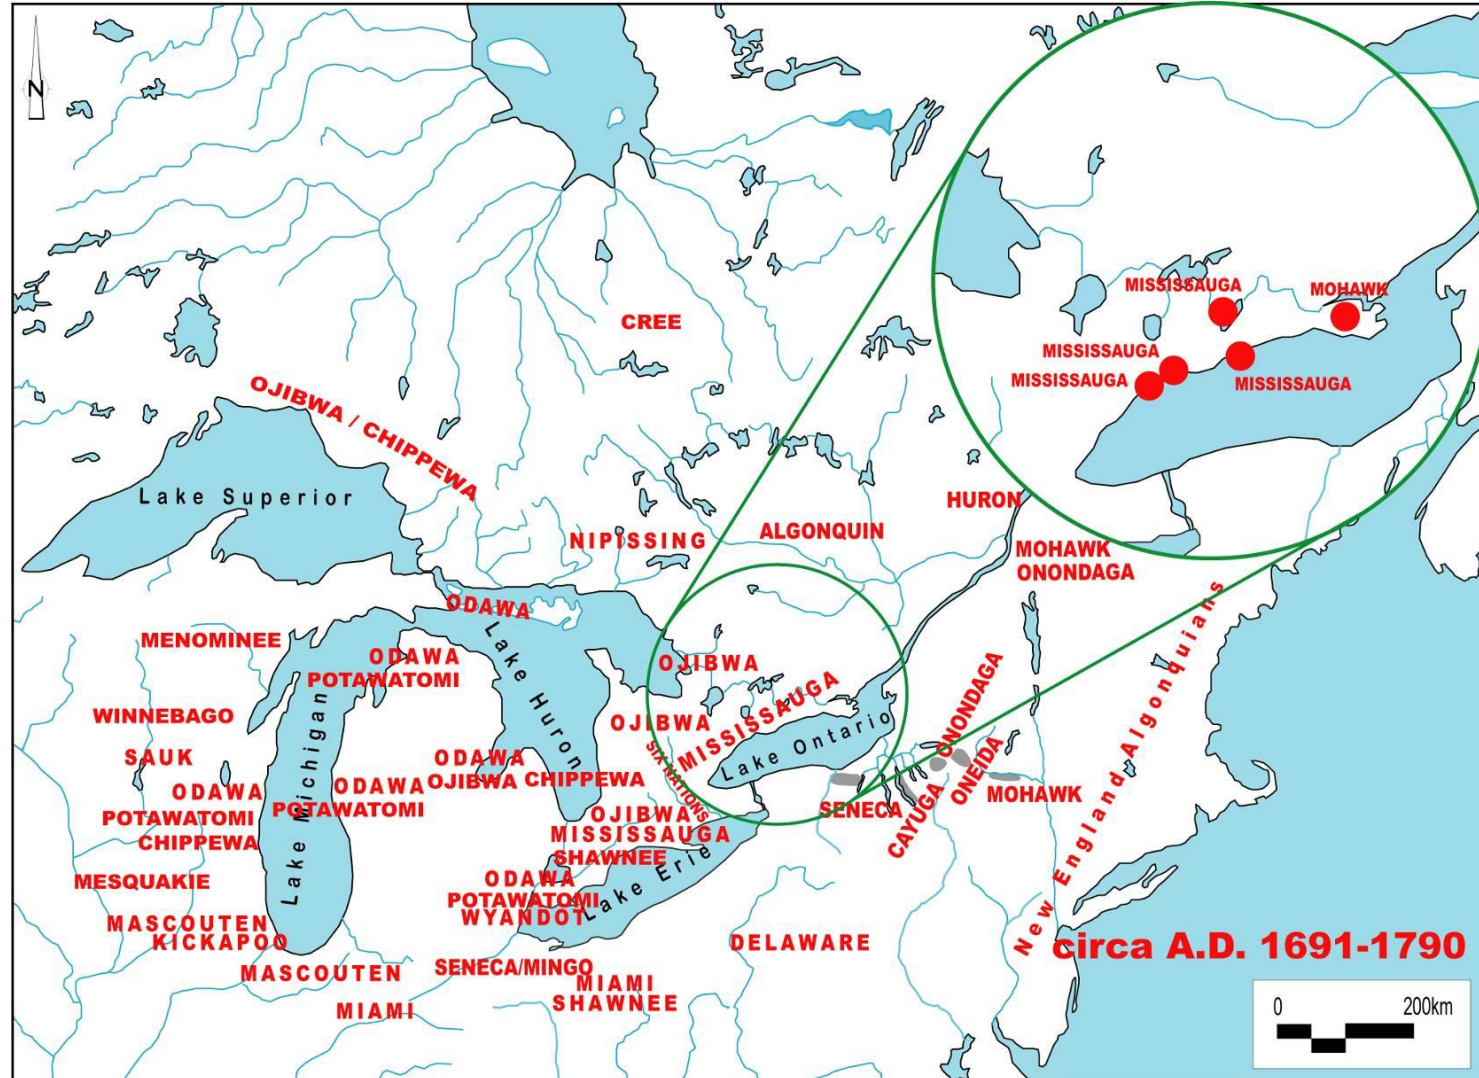 N
MISSISSAUGA
MOHAWK
MISSISSAUGA
MISSISSAUGA
MISSISSAUGA
CREE
OJIBWA / CHIPPEWA
Lake Superior
HURON
ALGONQUIN
NIPISSING
MOHAWK
ONONDAGA
ODAWA
MENOMINEE
ODAWA
POTAWATOMI
Lake Huron
OJIBWA
MISSISSAUGA
New England Algonquians
WINNEBAGO
OJIBWA
SIX NATIONS
Lake Ontario
ONONDAGA
SAUK
Lake Michigan
ODAWA
OJIBWA CHIPPEWA
ONEIDA
ODAWA
POTAWATOMI
CHIPPEWA
ODAWA
POTAWATOMI
SENECA
CAYUGA
MOHAWK
OJIBWA
MISSISSAUGA
SHAWNEE
Lake Erie
MESQUAKIE
ODAWA
POTAWATOMI
WYANDOT
MASCOUTEN
KICKAPOO
DELAWARE
circa A.D. 1691-1790
MASCOUTEN
SENECA/MINGO
MIAMI
SHAWNEE
MIAMI
0 200km